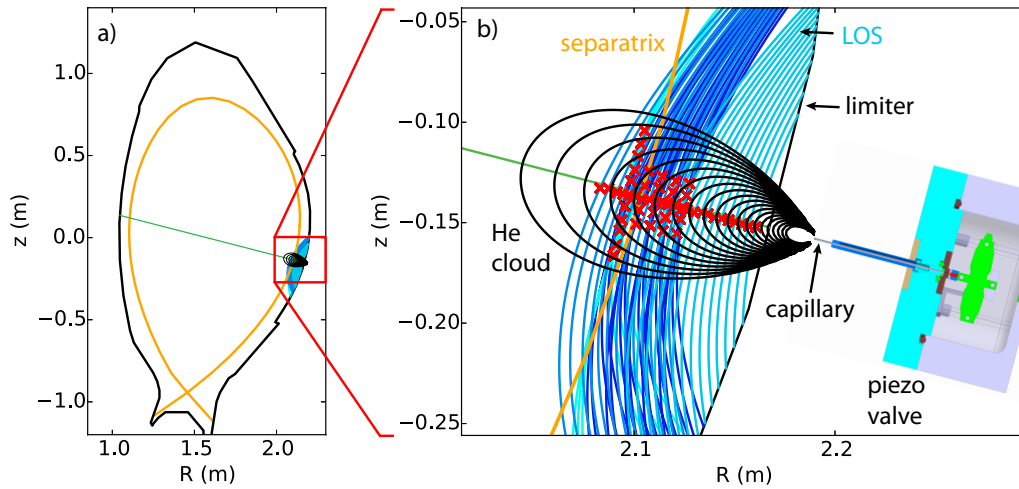 a)
z (m)
1.0
0.5
0.0
−0.5
−1.0
1.0
1.5
2.0
R (m)
b)
z (m)
−0.05
−0.10
−0.15
−0.20
−0.25
2.1
2.2
R (m)
separatrix
LOS
limiter
He
cloud
capillary
piezo
valve